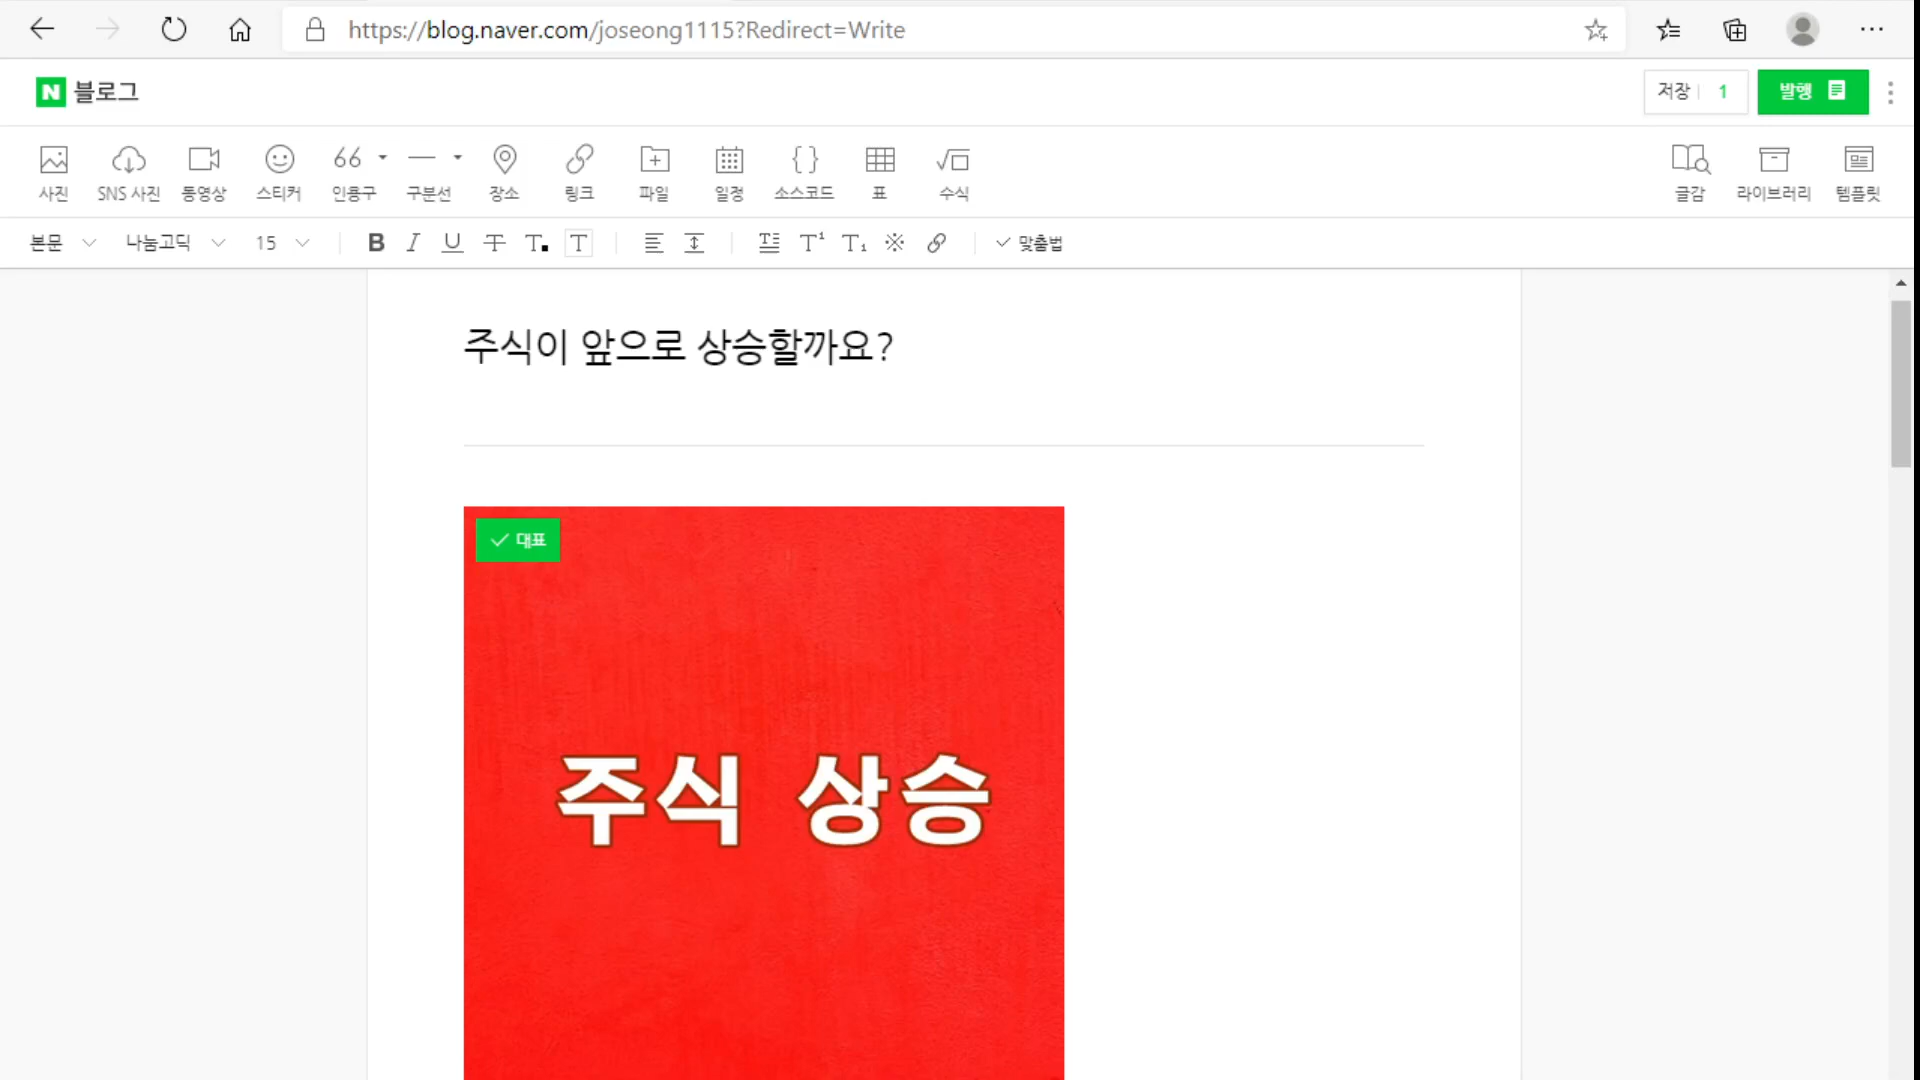 https://blog.naver.com/joseong1115?Redirect=Write
N 블로그
저장 1 발행
사진 SNS 사진 동영상 스티커 인용구 구분선 장소 링크 파일 일정 소스코드 표 수식 글감 라이브러리 템플릿
본문 나눔고딕 15 맞춤법
주식이 앞으로 상승할까요?
대표
주식 상승